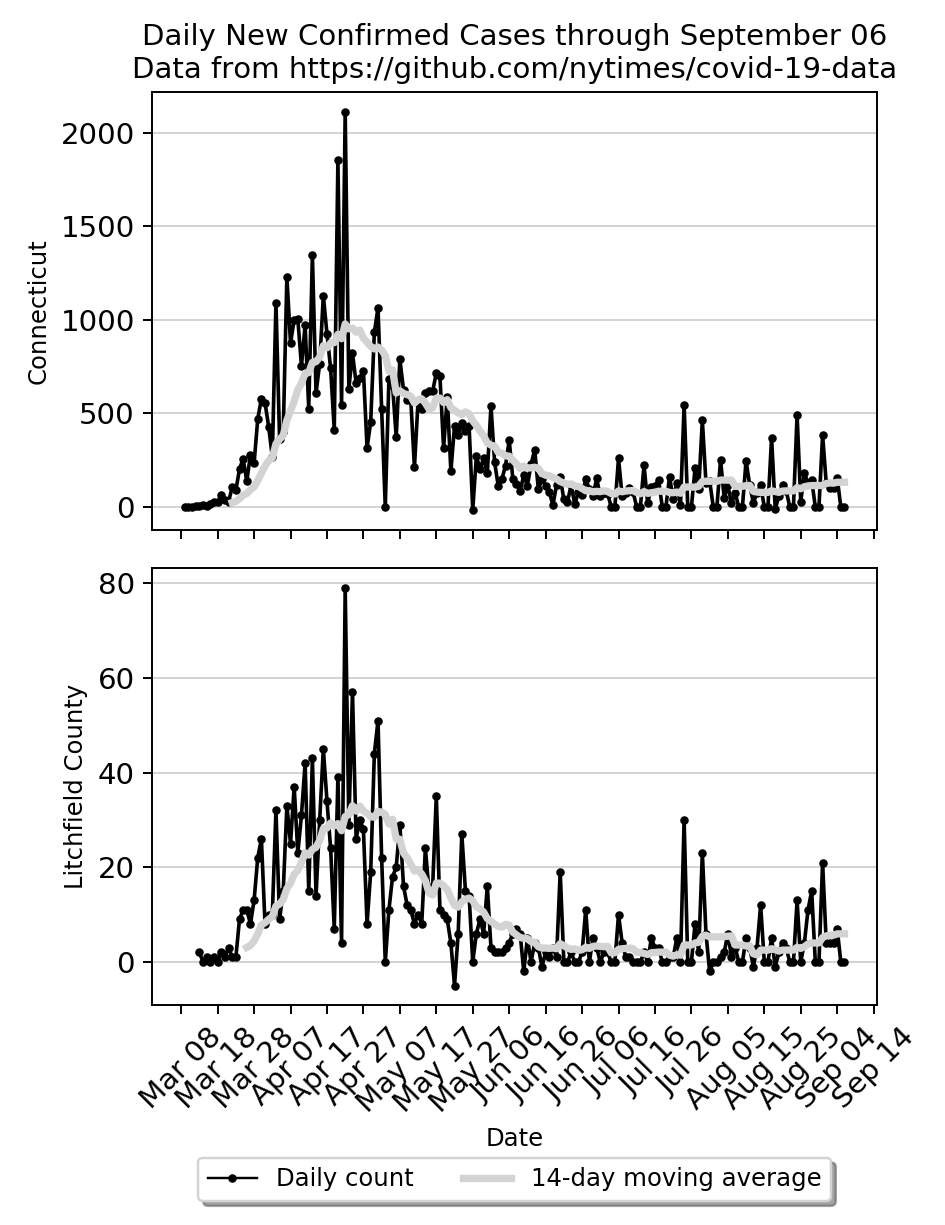 Daily New Confirmed Cases through September 06
Data from https://github.com/nytimes/covid-19-data
2000
1500
1000
500
0
Connecticut
80
60
40
20
0
Litchfield County
Mar 08
Mar 18
Mar 28
Apr 07
Apr 17
Apr 27
May 07
May 17
May 27
Jun 06
Jun 16
Jun 26
Jul 06
Jul 16
Jul 26
Aug 05
Aug 15
Aug 25
Sep 04
Sep 14
Date
Daily count
14-day moving average